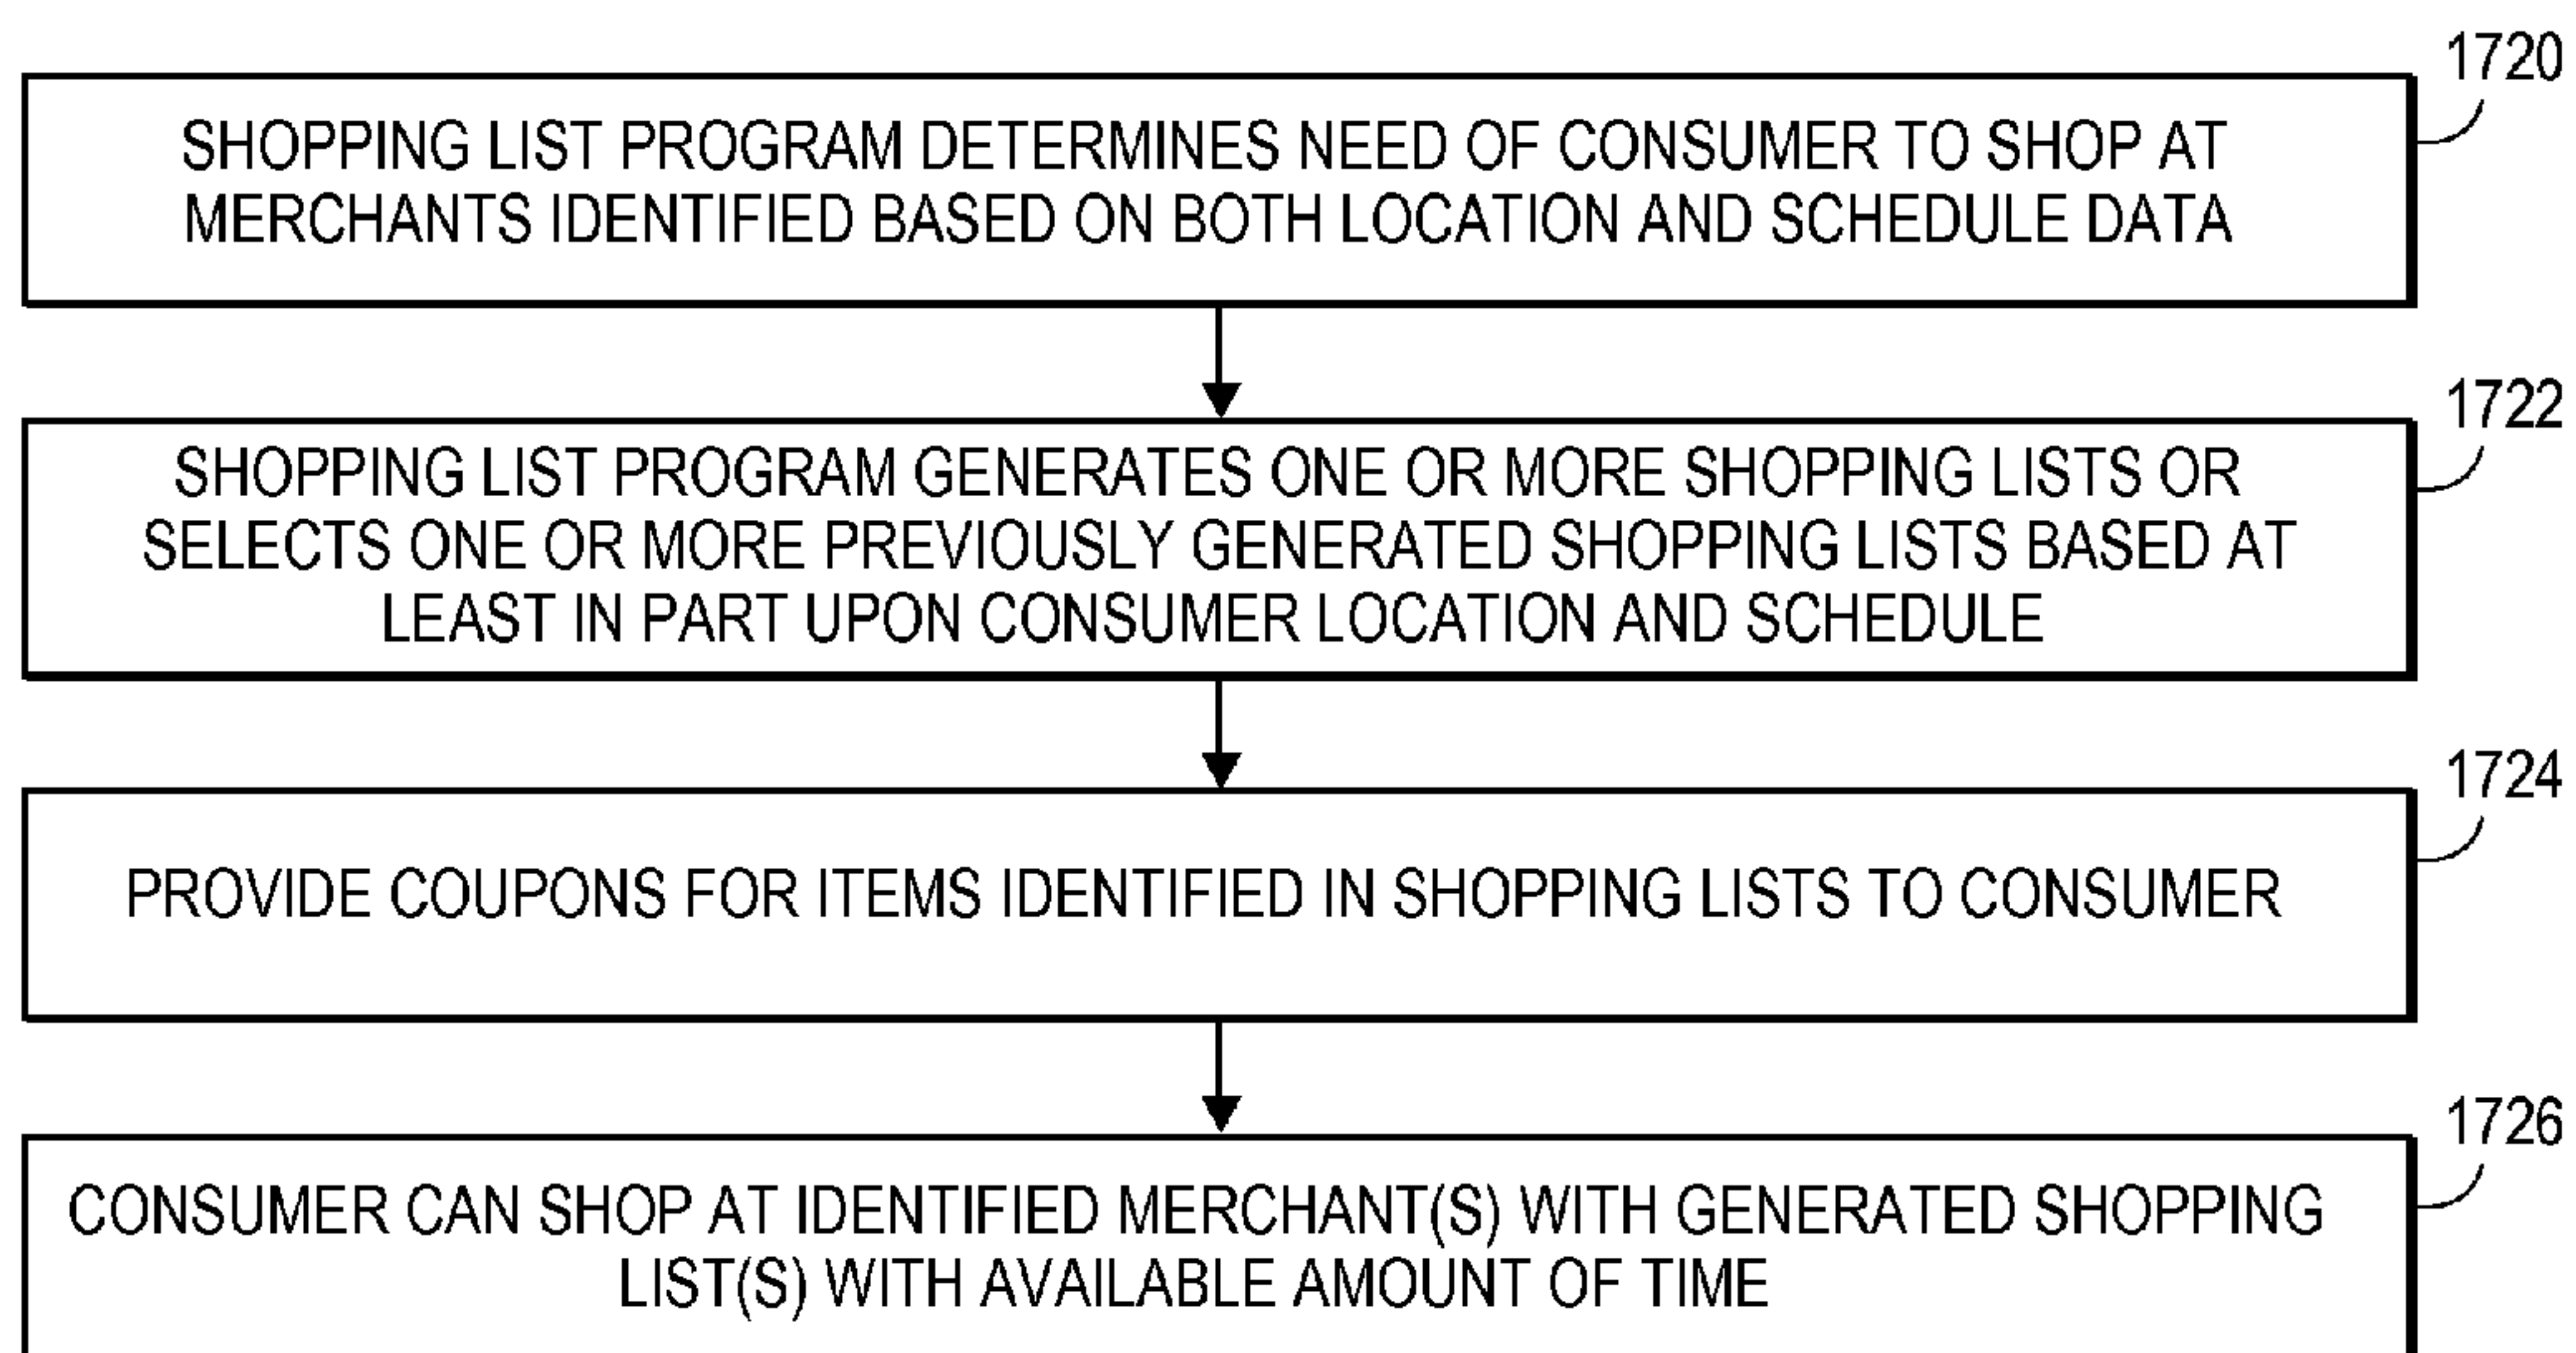 1720
SHOPPING LIST PROGRAM DETERMINES NEED OF CONSUMER TO SHOP AT
MERCHANTS IDENTIFIED BASED ON BOTH LOCATION AND SCHEDULE DATA
1722
SHOPPING LIST PROGRAM GENERATES ONE OR MORE SHOPPING LISTS OR
SELECTS ONE OR MORE PREVIOUSLY GENERATED SHOPPING LISTS BASED AT
LEAST IN PART UPON CONSUMER LOCATION AND SCHEDULE
1724
PROVIDE COUPONS FOR ITEMS IDENTIFIED IN SHOPPING LISTS TO CONSUMER
1726
CONSUMER CAN SHOP AT IDENTIFIED MERCHANT(S) WITH GENERATED SHOPPING
LIST(S) WITH AVAILABLE AMOUNT OF TIME